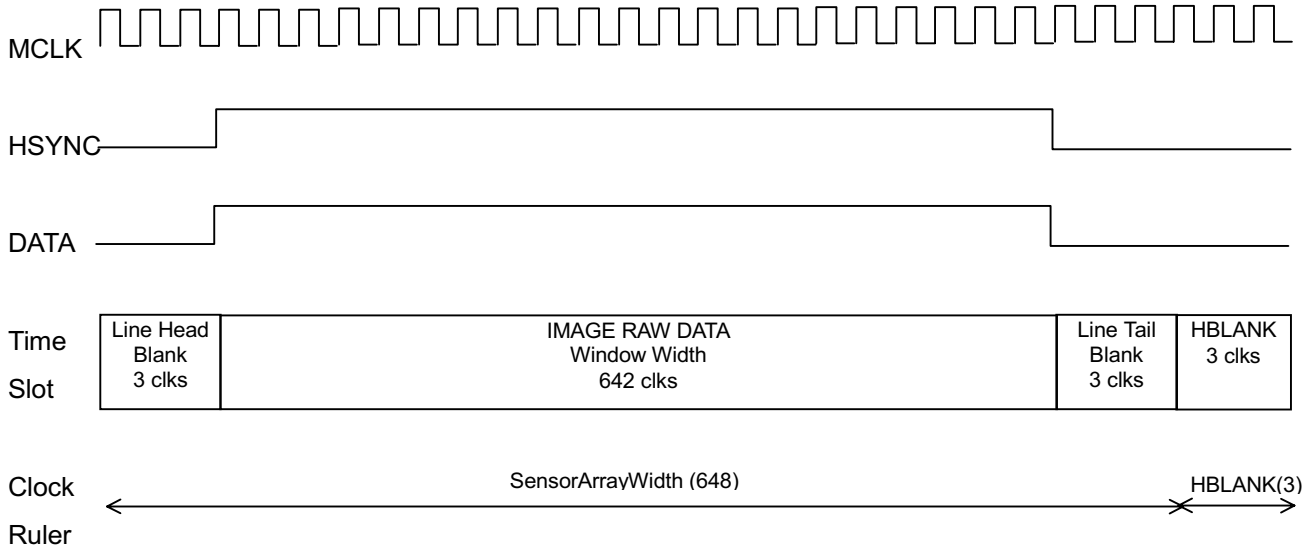 MCLK
HSYNC
DATA
Time
Slot
Line Head
Blank
3 clks
IMAGE RAW DATA
Window Width
642 clks
Line Tail
Blank
3 clks
HBLANK
3 clks
Clock
Ruler
SensorArrayWidth (648)
HBLANK(3)